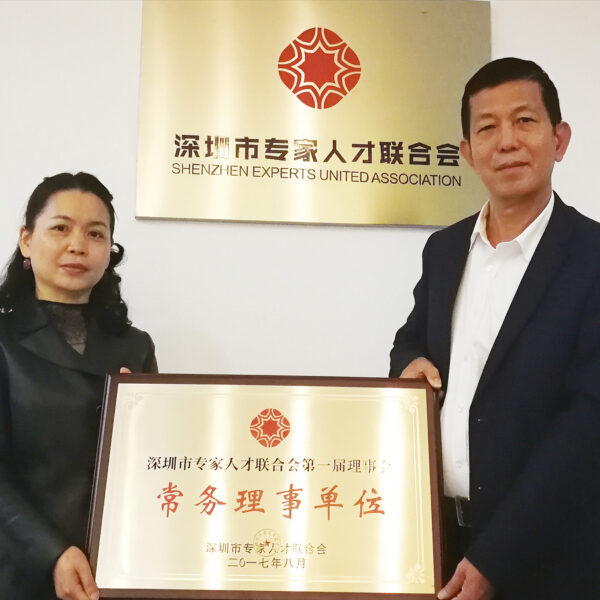 深圳市专家人才联合会
SHENZHEN EXPERTS UNITED ASSOCIATION
深圳市专家人才联合会第一届理事会
常务理事单位
深圳市专家人才联合会
二〇一七年八月